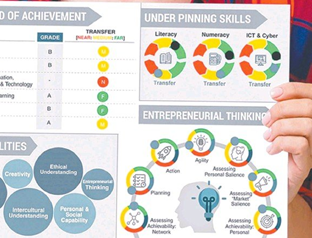 D OF ACHIEVEMENT
GRADE
TRANSFER
B
M
B
M
ation,
& Technology
-
N
arning
A
F
B
F
A
M
UNDER PINNING SKILLS
Literacy
Numeracy
ICT & Cyber
Transfer
Transfer
Transfer
ENTREPRENEURIAL THINKING
Agility
Action
Assessing
Personal Salience
Planning
Assessing
"Market"
Salience
Assessing
Achievability:
Network
Assessing
Achievability: Personal
LITIES
Creativity
Ethical
Understanding
Entrepreneurial
Thinking
Intercultural
Understanding
Personal &
Social
Capability